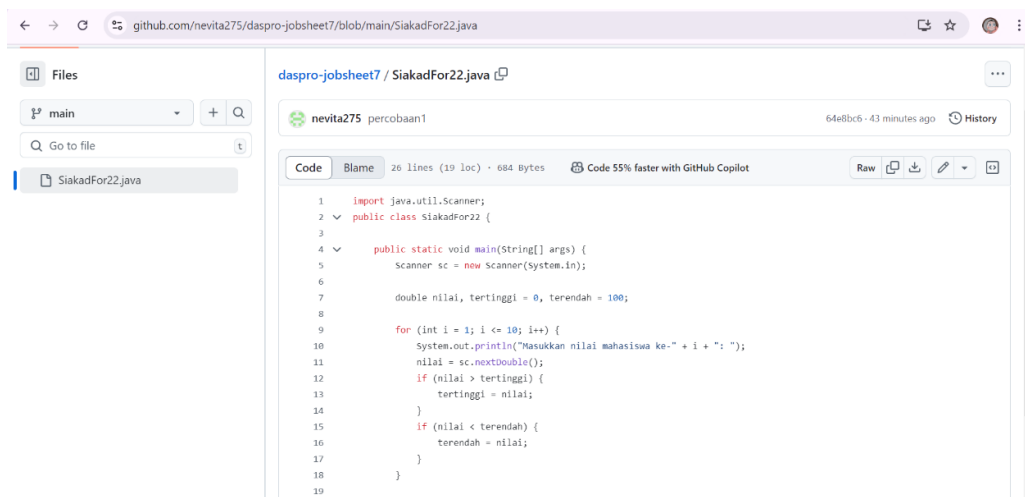 github.com/nevita275/daspro-jobsheet7/blob/main/SiakadFor22.java
Files
main
Go to file
t
SiakadFor22.java
daspro-jobsheet7 / SiakadFor22.java
nevita275 percobaan1
64e8bc6 · 43 minutes ago
History
Code
Blame
26 lines (19 loc) · 684 Bytes
Code 55% faster with GitHub Copilot
Raw
1 import java.util.Scanner;
2 public class SiakadFor22 {
3
4 public static void main(String[] args) {
5 Scanner sc = new Scanner(System.in);
6
7 double nilai, tertinggi = 0, terendah = 100;
8
9 for (int i = 1; i <= 10; i++) {
10 System.out.println("Masukkan nilai mahasiswa ke-" + i + ": ");
11 nilai = sc.nextDouble();
12 if (nilai > tertinggi) {
13 tertinggi = nilai;
14 }
15 if (nilai < terendah) {
16 terendah = nilai;
17 }
18 }
19